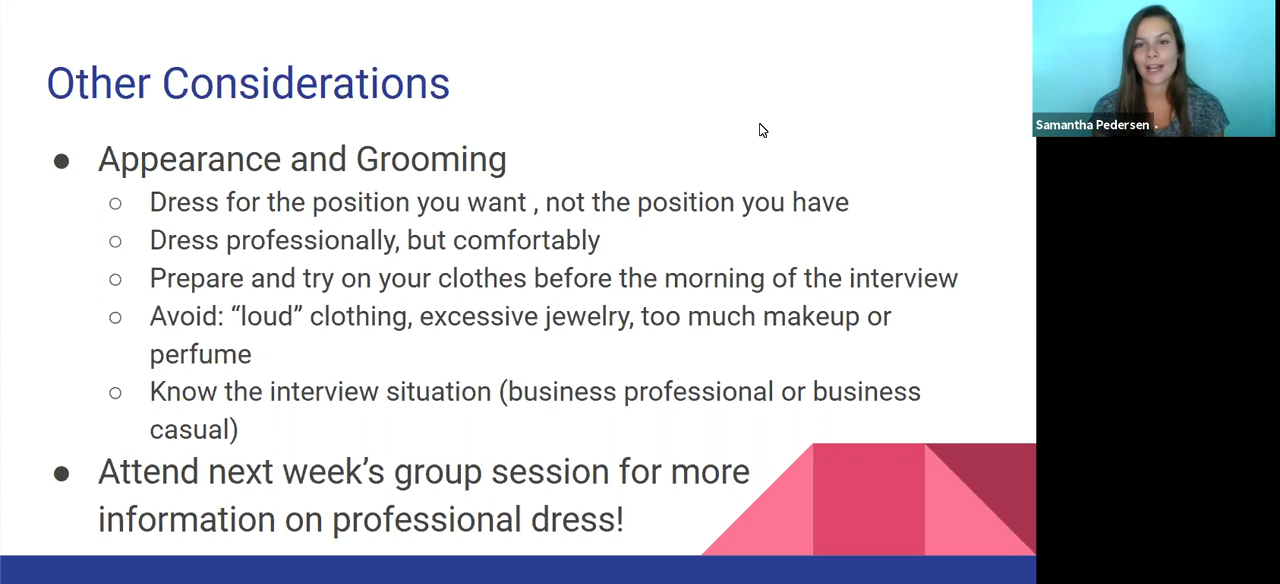 Other Considerations
● Appearance and Grooming
○ Dress for the position you want , not the position you have
○ Dress professionally, but comfortably
○ Prepare and try on your clothes before the morning of the interview
○ Avoid: “loud” clothing, excessive jewelry, too much makeup or
perfume
○ Know the interview situation (business professional or business
casual)
● Attend next week’s group session for more
information on professional dress!
Samantha Pedersen